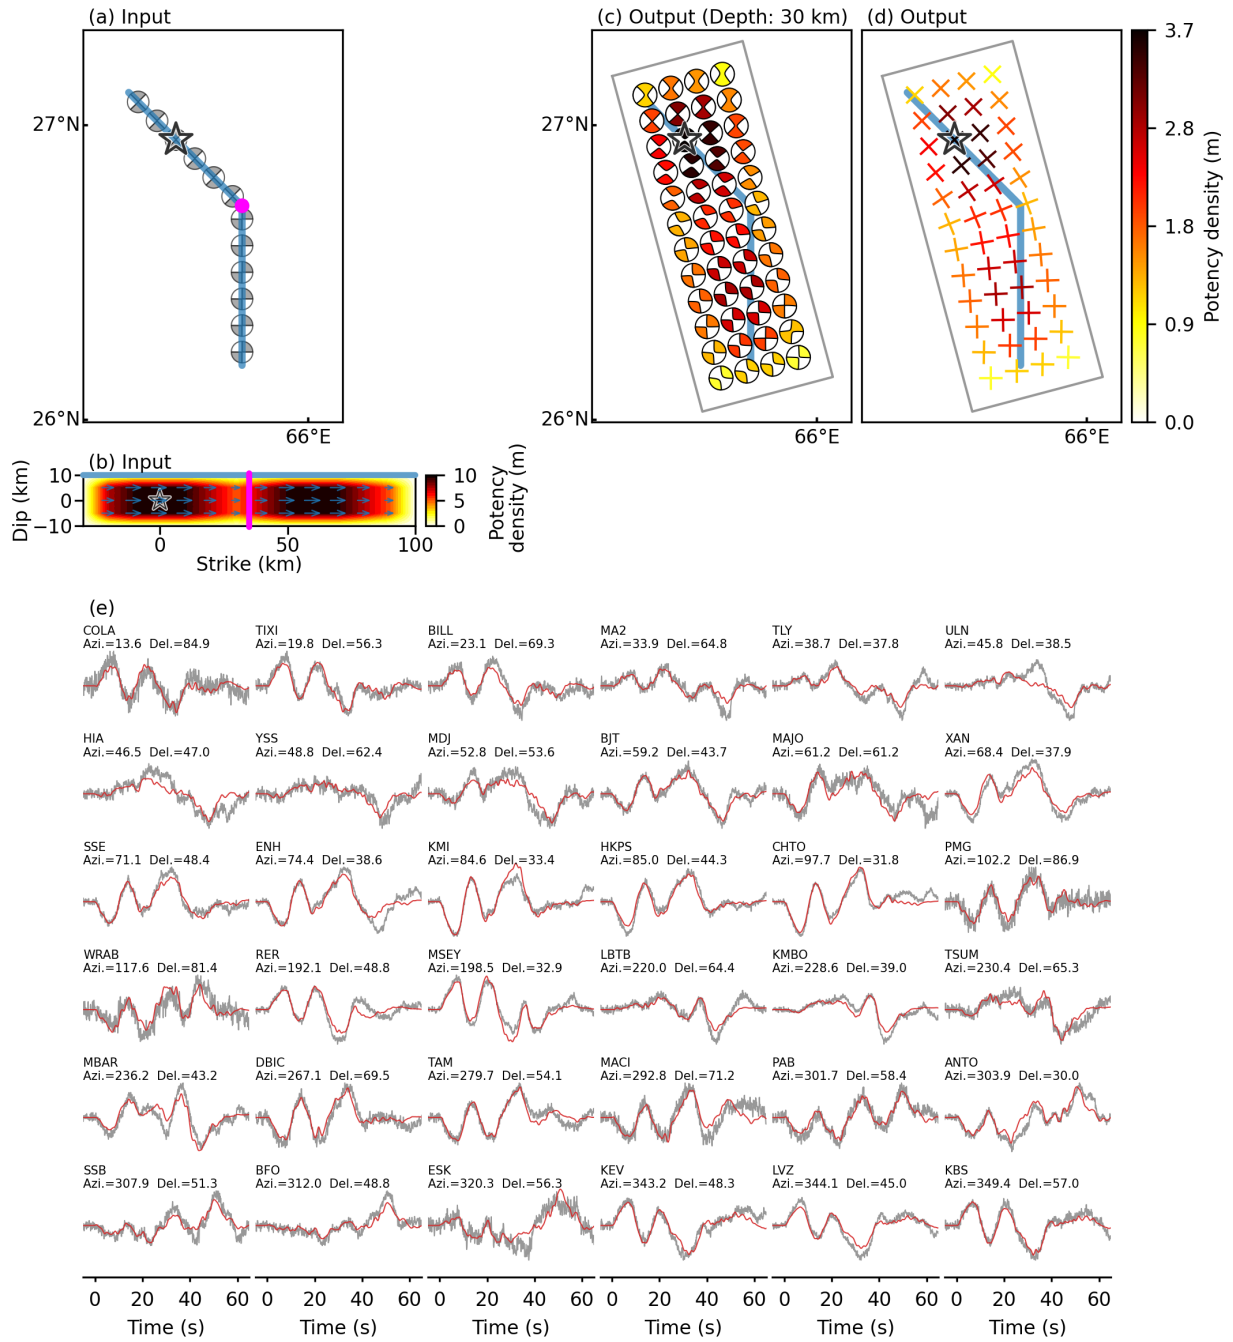 (a) Input
(c) Output (Depth: 30 km)
(d) Output
27°N
26°N
66°E
27°N
26°N
66°E
66°E
3.7
2.8
1.8
0.9
0.0
Potency density (m)
(b) Input
Dip (km)
10
0
−10
0
50
100
Strike (km)
10
5
0
Potency
density (m)
(e)
COLA
Azi.=13.6 Del.=84.9
TIXI
Azi.=19.8 Del.=56.3
BILL
Azi.=23.1 Del.=69.3
MA2
Azi.=33.9 Del.=64.8
TLY
Azi.=38.7 Del.=37.8
ULN
Azi.=45.8 Del.=38.5
HIA
Azi.=46.5 Del.=47.0
YSS
Azi.=48.8 Del.=62.4
MDJ
Azi.=52.8 Del.=53.6
BJT
Azi.=59.2 Del.=43.7
MAJO
Azi.=61.2 Del.=61.2
XAN
Azi.=68.4 Del.=37.9
SSE
Azi.=71.1 Del.=48.4
ENH
Azi.=74.4 Del.=38.6
KMI
Azi.=84.6 Del.=33.4
HKPS
Azi.=85.0 Del.=44.3
CHTO
Azi.=97.7 Del.=31.8
PMG
Azi.=102.2 Del.=86.9
WRAB
Azi.=117.6 Del.=81.4
RER
Azi.=192.1 Del.=48.8
MSEY
Azi.=198.5 Del.=32.9
LBTB
Azi.=220.0 Del.=64.4
KMBO
Azi.=228.6 Del.=39.0
TSUM
Azi.=230.4 Del.=65.3
MBAR
Azi.=236.2 Del.=43.2
DBIC
Azi.=267.1 Del.=69.5
TAM
Azi.=279.7 Del.=54.1
MACI
Azi.=292.8 Del.=71.2
PAB
Azi.=301.7 Del.=58.4
ANTO
Azi.=303.9 Del.=30.0
SSB
Azi.=307.9 Del.=51.3
BFO
Azi.=312.0 Del.=48.8
ESK
Azi.=320.3 Del.=56.3
KEV
Azi.=343.2 Del.=48.3
LVZ
Azi.=344.1 Del.=45.0
KBS
Azi.=349.4 Del.=57.0
0 20 40 60
0 20 40 60
0 20 40 60
0 20 40 60
0 20 40 60
0 20 40 60
Time (s)
Time (s)
Time (s)
Time (s)
Time (s)
Time (s)